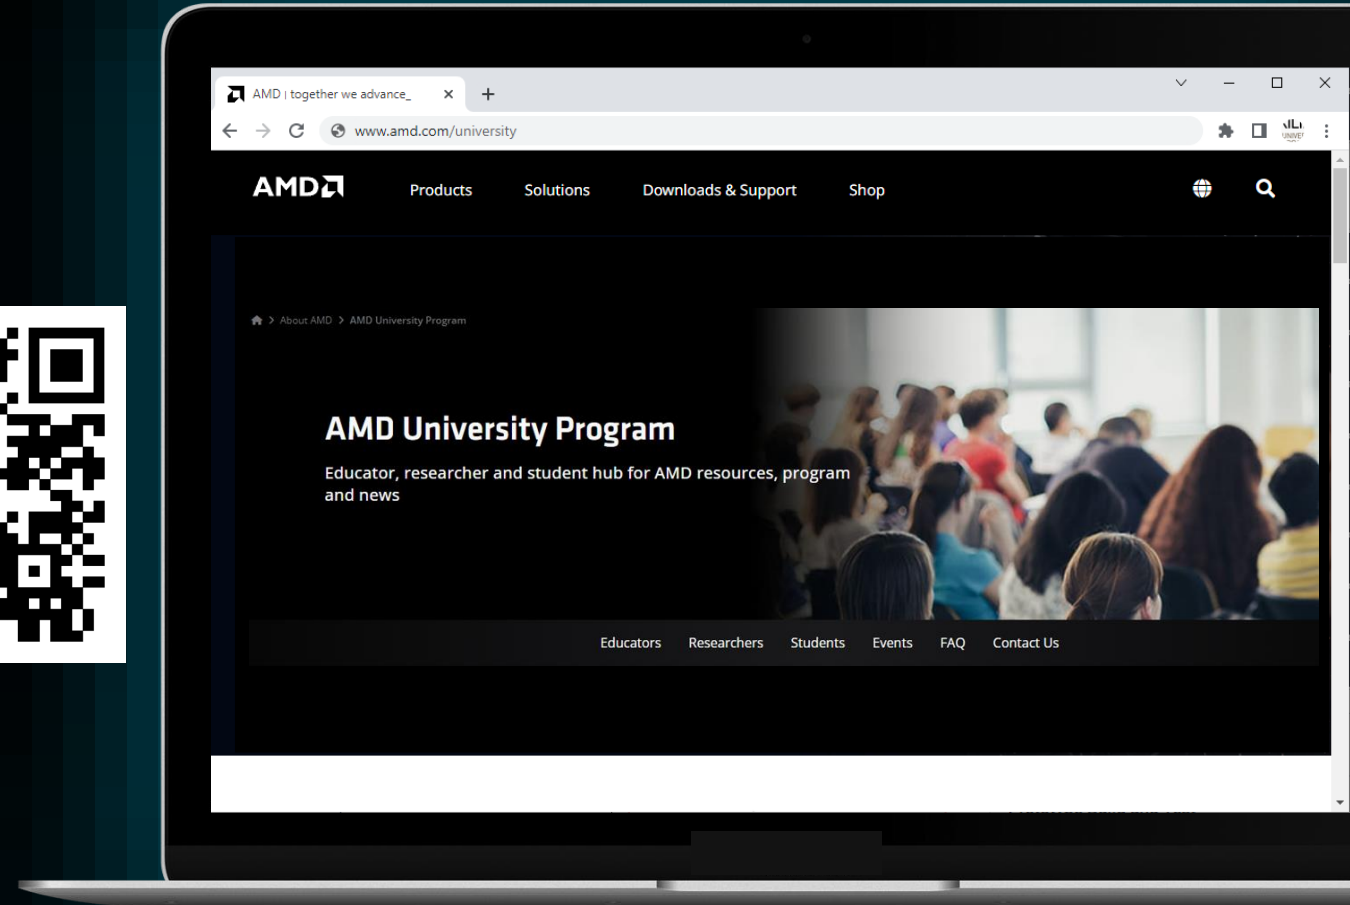 AMD | together we advance_
www.amd.com/university
AMD
Products Solutions Downloads & Support Shop
About AMD > AMD University Program
AMD University Program
Educator, researcher and student hub for AMD resources, program
and news
Educators Researchers Students Events FAQ Contact Us